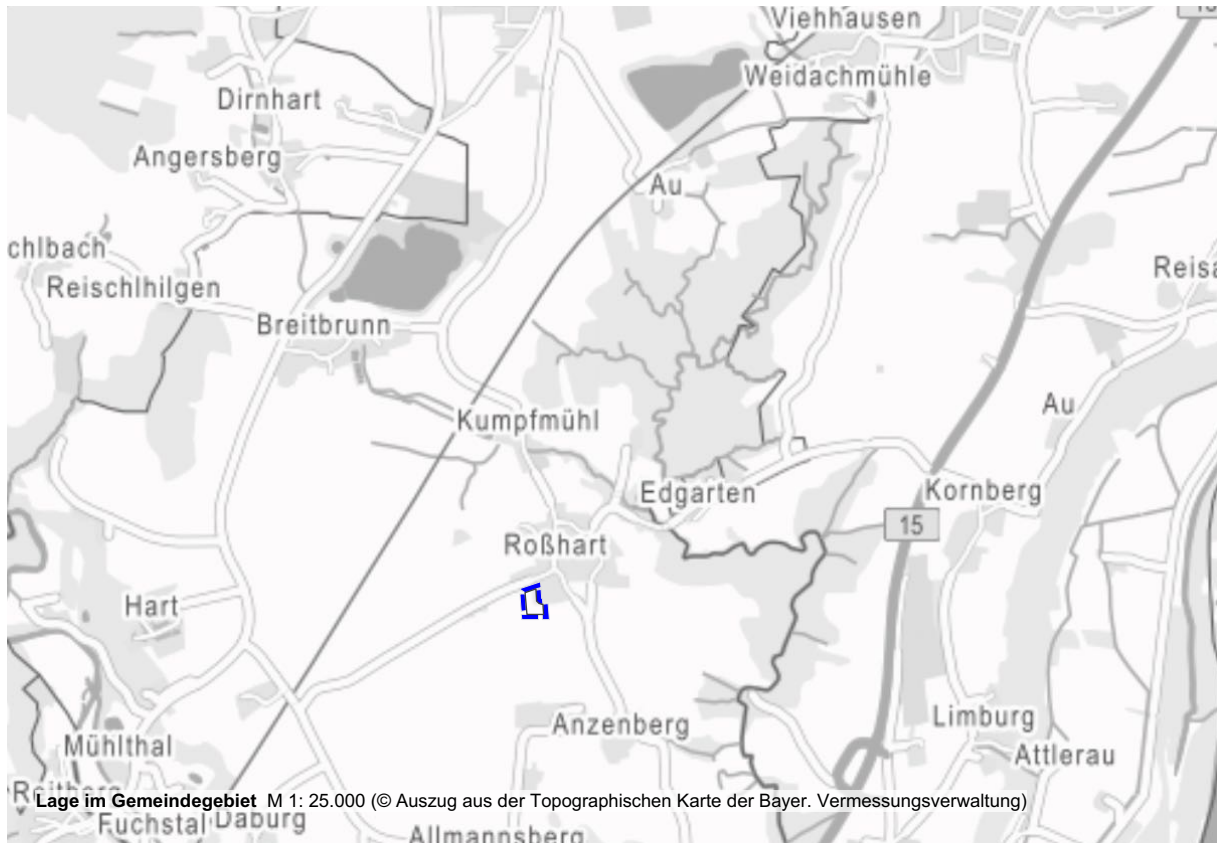 Viehhausen
Weidachmühle
Dirnhart
Angersberg
Au
chlbach
Reischlhilgen
Reisa
Breitbrunn
Au
Kumpfmühl
Edgarten
Kornberg
15
Roßhart
Hart
Anzenberg
Limburg
Mühlthal
Attlerau
Lage im Gemeindegebiet M 1: 25.000 (© Auszug aus der Topographischen Karte der Bayer. Vermessungsverwaltung)
Fuchstal Daburg
Allmannsberg